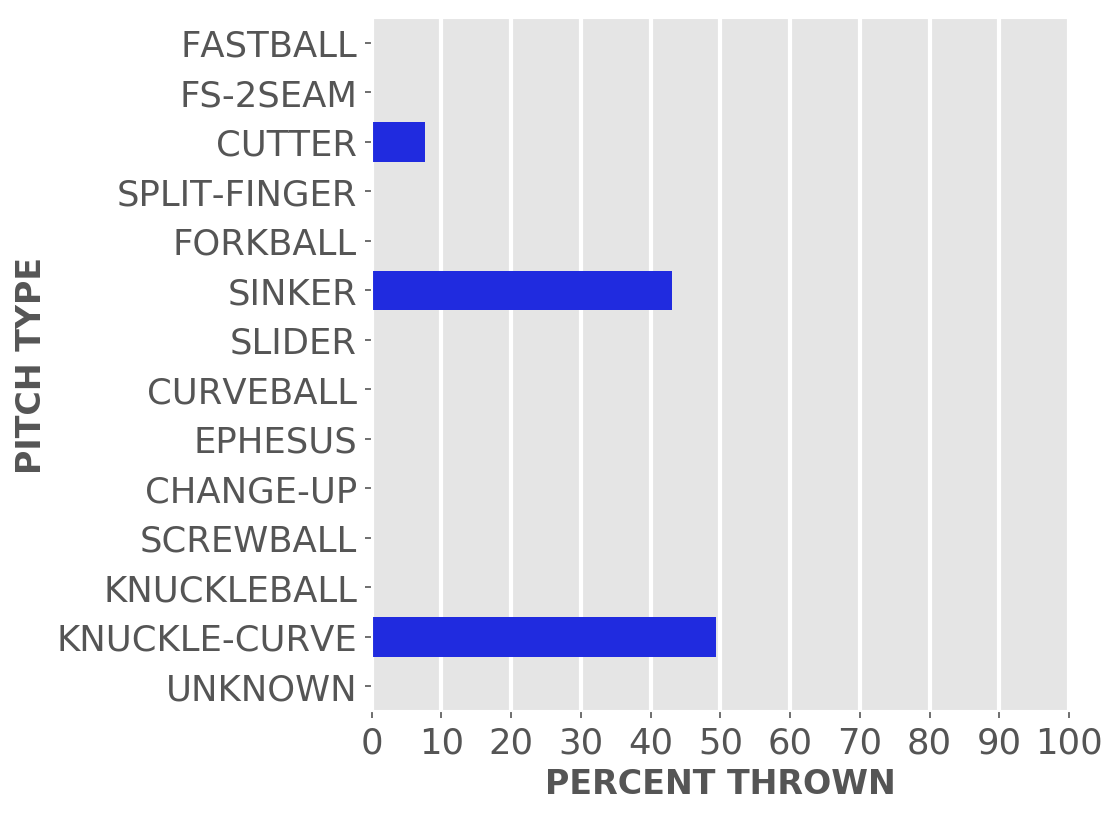 FASTBALL
FS-2SEAM
CUTTER
SPLIT-FINGER
FORKBALL
SINKER
SLIDER
CURVEBALL
EPHESUS
CHANGE-UP
SCREWBALL
KNUCKLEBALL
KNUCKLE-CURVE
UNKNOWN
PITCH TYPE
0 10 20 30 40 50 60 70 80 90 100
PERCENT THROWN